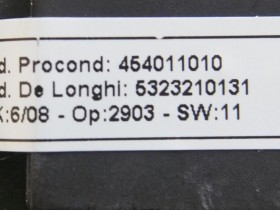 d. Procond: 454011010
d. De Longhi: 5323210131
K:6/08 - Op:2903 - SW:11